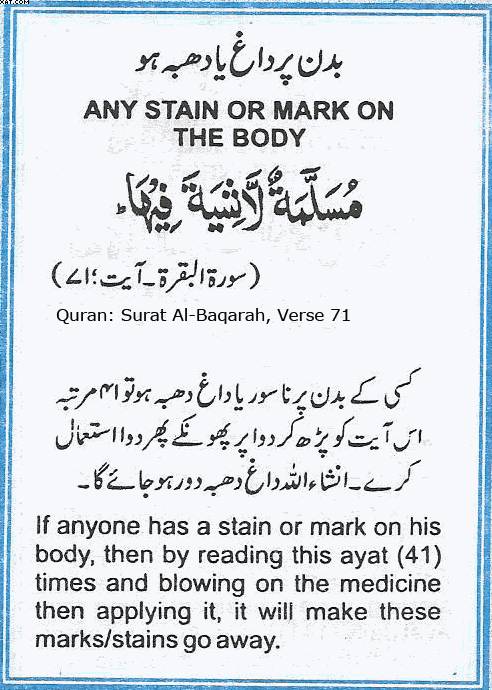 XAT.COM
بدن پر داغ یا دھبہ ہو
ANY STAIN OR MARK ON
THE BODY
مُسَلَّمَةٌ لَّاشِيَةَ فِيْهَا ؕ
(سورۃ البقرۃ ۔ آیت : ۷۱)
Quran: Surat Al-Baqarah, Verse 71
کسی کے بدن پر ناسور یا داغ دھبہ ہو تو ۴۱ مرتبہ
اس آیت کو پڑھ کر دوا پر پھونکے پھر دوا استعمال
کرے ۔ انشاء اللہ داغ دھبہ دور ہو جائے گا ۔
If anyone has a stain or mark on his
body, then by reading this ayat (41)
times and blowing on the medicine
then applying it, it will make these
marks/stains go away.